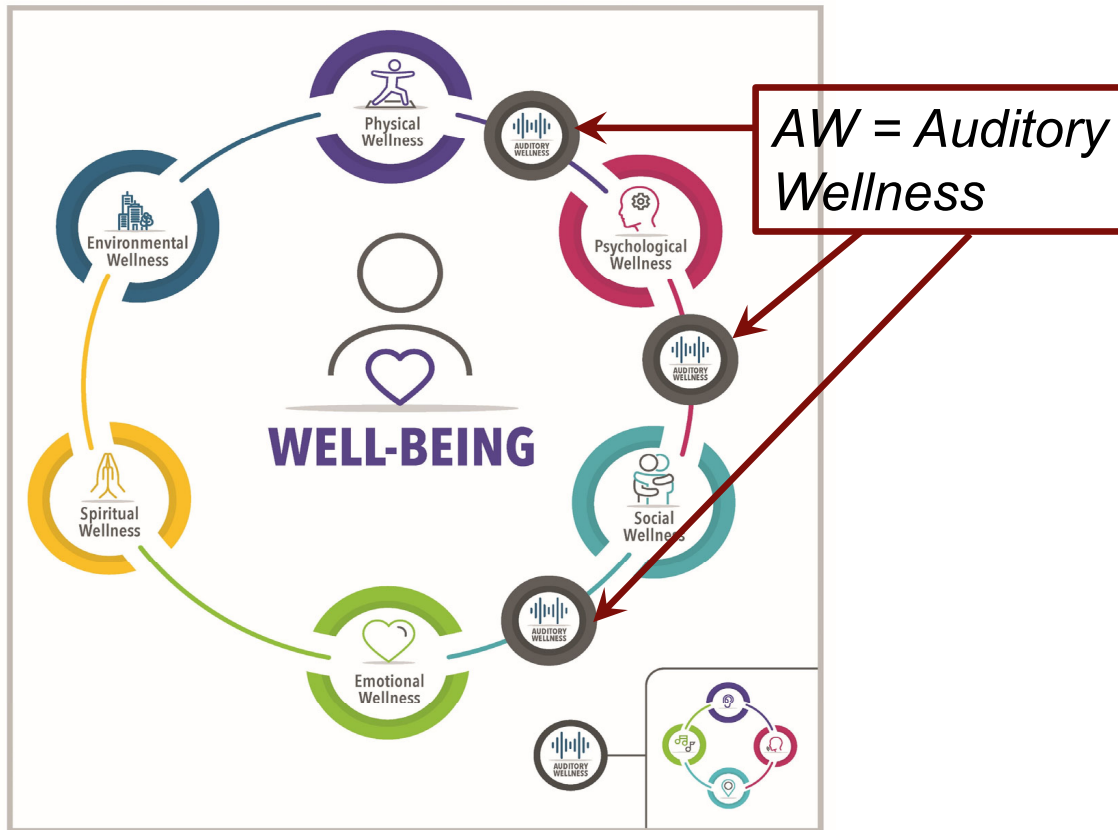 Physical
Wellness
AUDITORY
WELLNESS
AW = Auditory
Wellness
Environmental
Wellness
Psychological
Wellness
AUDITORY
WELLNESS
WELL-BEING
Spiritual
Wellness
Social
Wellness
AUDITORY
WELLNESS
Emotional
Wellness
AUDITORY
WELLNESS